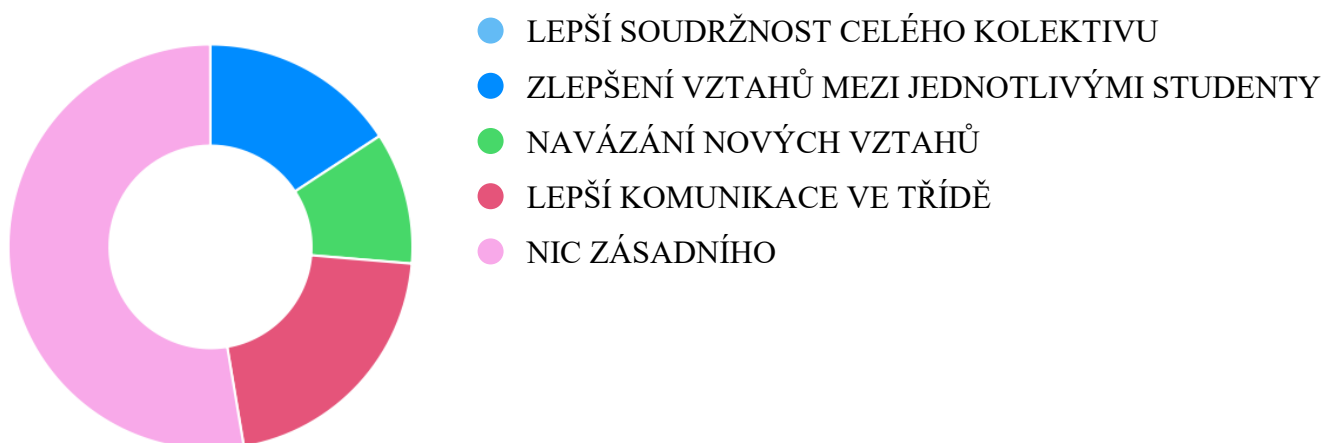 LEPŠÍ SOUDRŽNOST CELÉHO KOLEKTIVU
ZLEPŠENÍ VZTAHŮ MEZI JEDNOTLIVÝMI STUDENTY
NAVÁZÁNÍ NOVÝCH VZTAHŮ
LEPŠÍ KOMUNIKACE VE TŘÍDĚ
NIC ZÁSADNÍHO